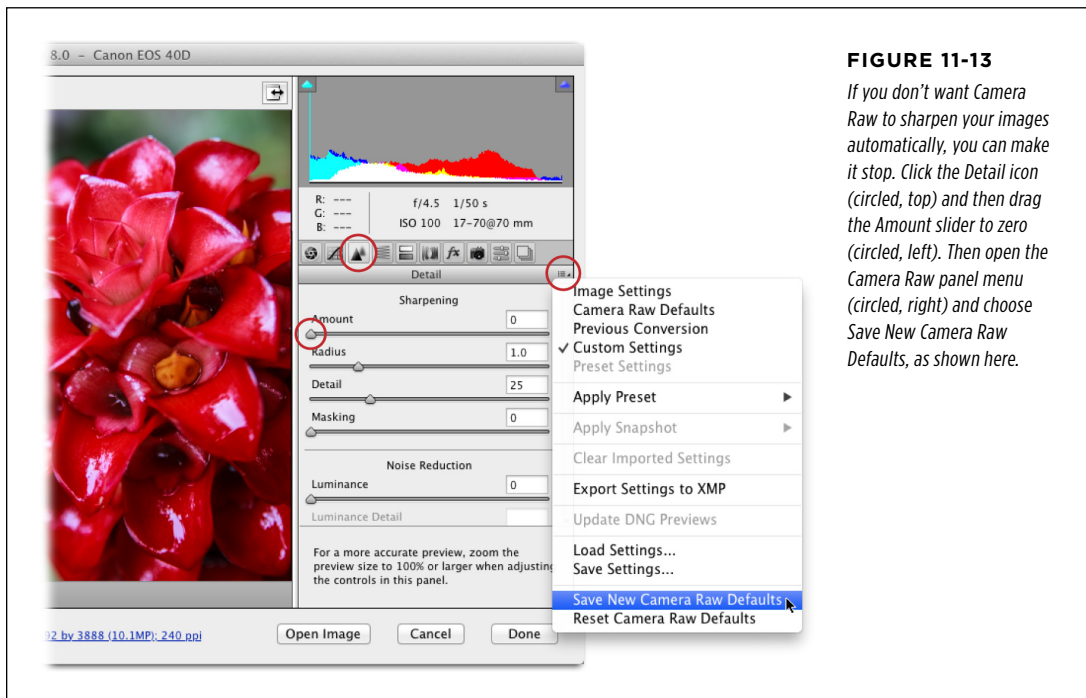 8.0 – Canon EOS 40D
R: ---
G: ---
B: ---
f/4.5 1/50 s
ISO 100 17–70@70 mm
fx
Detail
Sharpening
Amount 0
Radius 1.0
Detail 25
Masking 0
Noise Reduction
Luminance 0
Luminance Detail
For a more accurate preview, zoom the
preview size to 100% or larger when adjusting
the controls in this panel.
92 by 3888 (10.1MP); 240 ppi
Open Image
Cancel
Done
Image Settings
Camera Raw Defaults
Previous Conversion
✓ Custom Settings
Preset Settings
Apply Preset
Apply Snapshot
Clear Imported Settings
Export Settings to XMP
Update DNG Previews
Load Settings...
Save Settings...
Save New Camera Raw Defaults
Reset Camera Raw Defaults
FIGURE 11-13
If you don’t want Camera
Raw to sharpen your images
automatically, you can make
it stop. Click the Detail icon
(circled, top) and then drag
the Amount slider to zero
(circled, left). Then open the
Camera Raw panel menu
(circled, right) and choose
Save New Camera Raw
Defaults, as shown here.